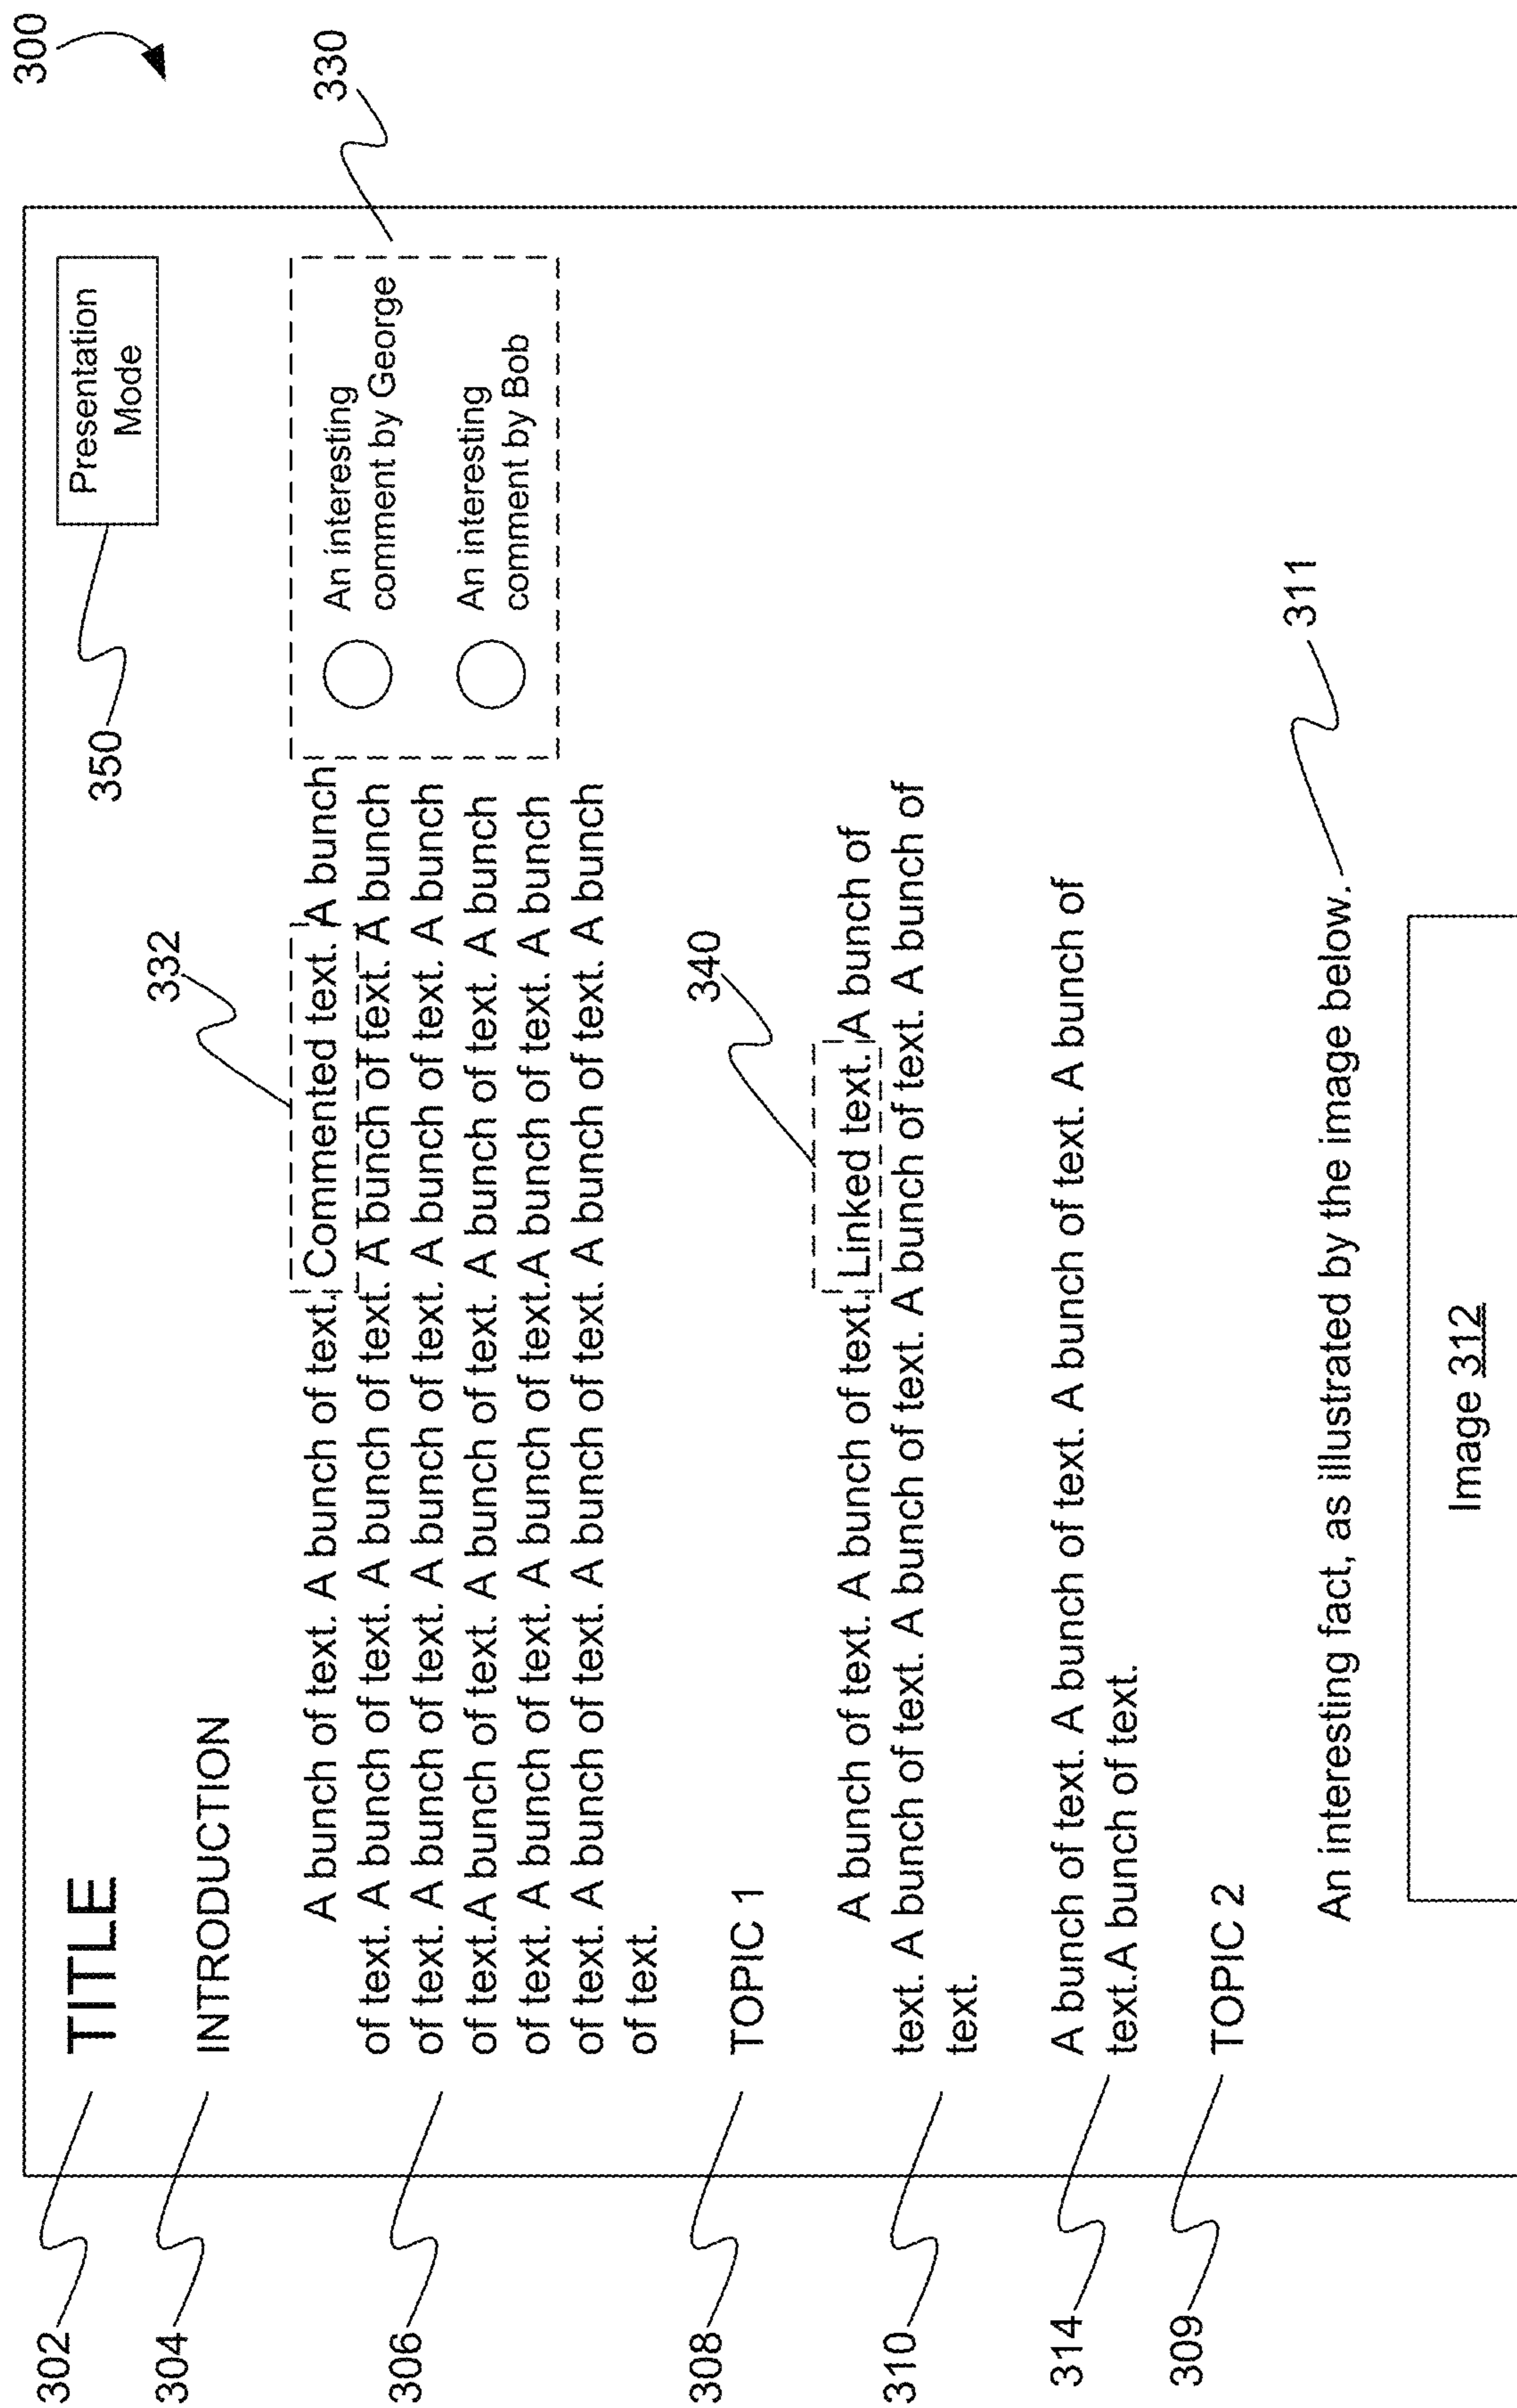 300
350
Presentation
Mode
302
TITLE
304
INTRODUCTION
332
330
An interesting
comment by George
An interesting
comment by Bob
306
A bunch of text. A bunch of text. Commented text. A bunch
of text. A bunch of text. A bunch of text. A bunch of text. A bunch
of text. A bunch of text. A bunch of text. A bunch of text. A bunch
of text.A bunch of text. A bunch of text. A bunch of text. A bunch
of text. A bunch of text. A bunch of text.A bunch of text. A bunch
of text. A bunch of text. A bunch of text. A bunch of text. A bunch
of text.
308
TOPIC 1
340
310
A bunch of text. A bunch of text. Linked text. A bunch of
text. A bunch of text. A bunch of text. A bunch of text. A bunch of
text.
314
A bunch of text. A bunch of text. A bunch of text. A bunch of
text.A bunch of text.
309
TOPIC 2
311
An interesting fact, as illustrated by the image below.
Image 312